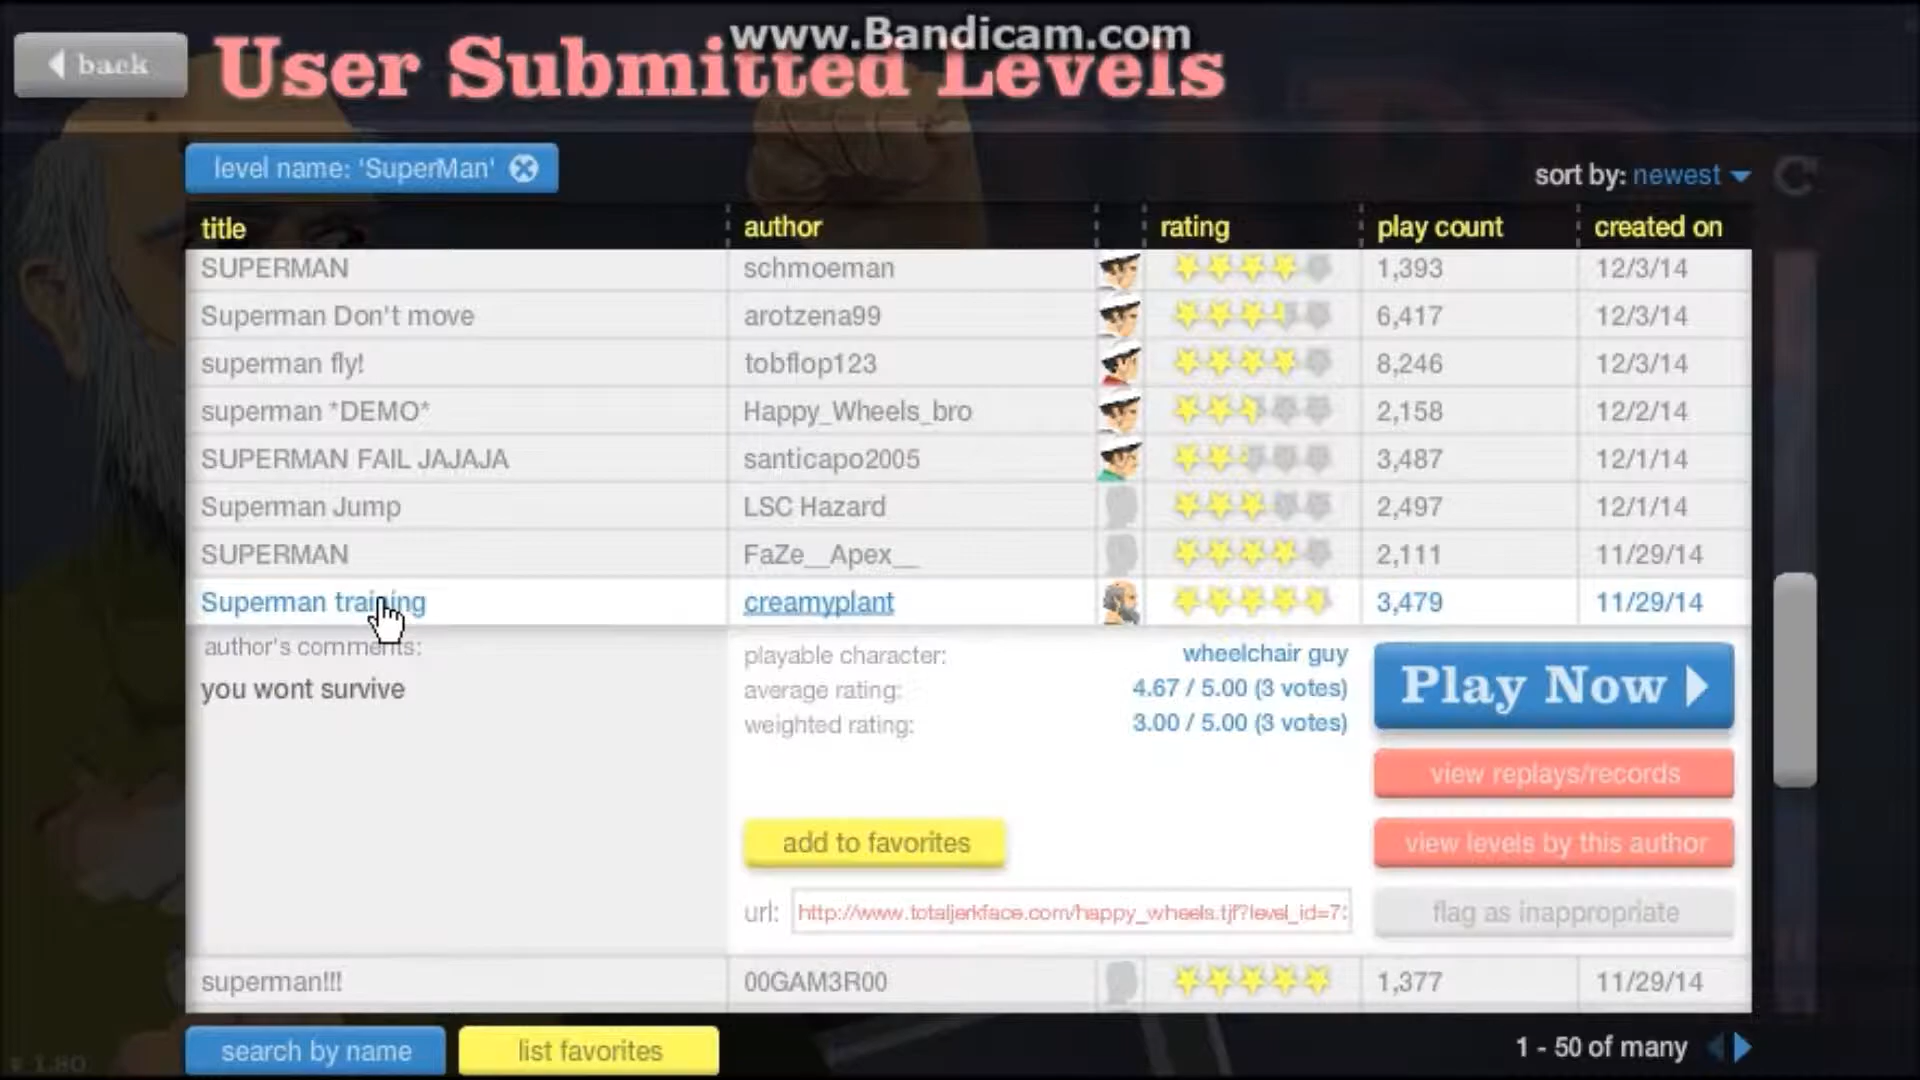 www.Bandicam.com
back
User Submitted Levels
level name: 'SuperMan'
sort by: newest
title author rating play count created on
SUPERMAN schmoeman 1,393 12/3/14
Superman Don't move arotzena99 6,417 12/3/14
superman fly! tobflop123 8,246 12/3/14
superman *DEMO* Happy_Wheels_bro 2,158 12/2/14
SUPERMAN FAIL JAJAJA santicapo2005 3,487 12/1/14
Superman Jump LSC Hazard 2,497 12/1/14
SUPERMAN FaZe__Apex__ 2,111 11/29/14
Superman training creamyplant 3,479 11/29/14
author's comments:
you wont survive
playable character: wheelchair guy
average rating: 4.67 / 5.00 (3 votes)
weighted rating: 3.00 / 5.00 (3 votes)
Play Now
view replays/records
add to favorites
view levels by this author
url: http://www.totaljerkface.com/happy_wheels.tjf?level_id=7
flag as inappropriate
superman!!! 00GAM3R00 1,377 11/29/14
search by name
list favorites
1 - 50 of many
v 1.80